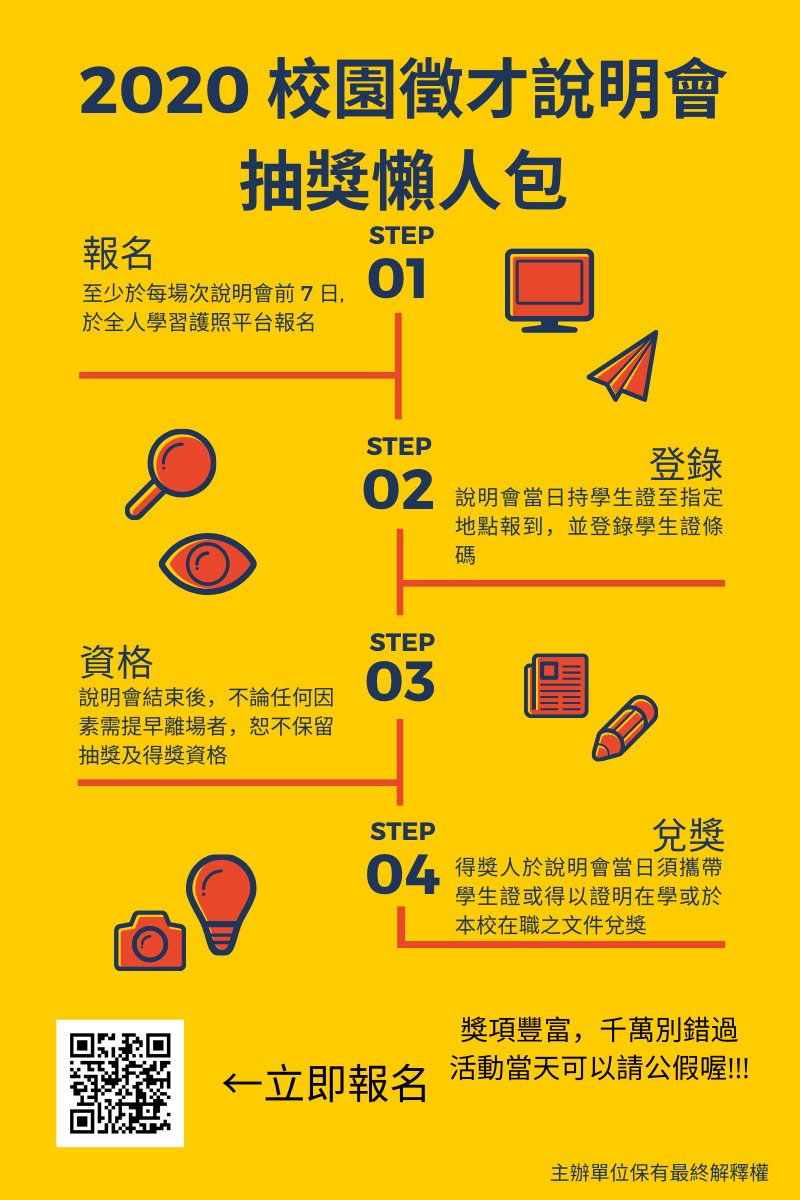 2020 校園徵才說明會
抽獎懶人包
STEP
01
報名
至少於每場次說明會前 7 日,
於全人學習護照平台報名
STEP
02
登錄
說明會當日持學生證至指定
地點報到，並登錄學生證條
碼
STEP
03
資格
說明會結束後，不論任何因
素需提早離場者，恕不保留
抽獎及得獎資格
STEP
04
兌獎
得獎人於說明會當日須攜帶
學生證或得以證明在學或於
本校在職之文件兌獎
←立即報名
獎項豐富，千萬別錯過
活動當天可以請公假喔!!!
主辦單位保有最終解釋權